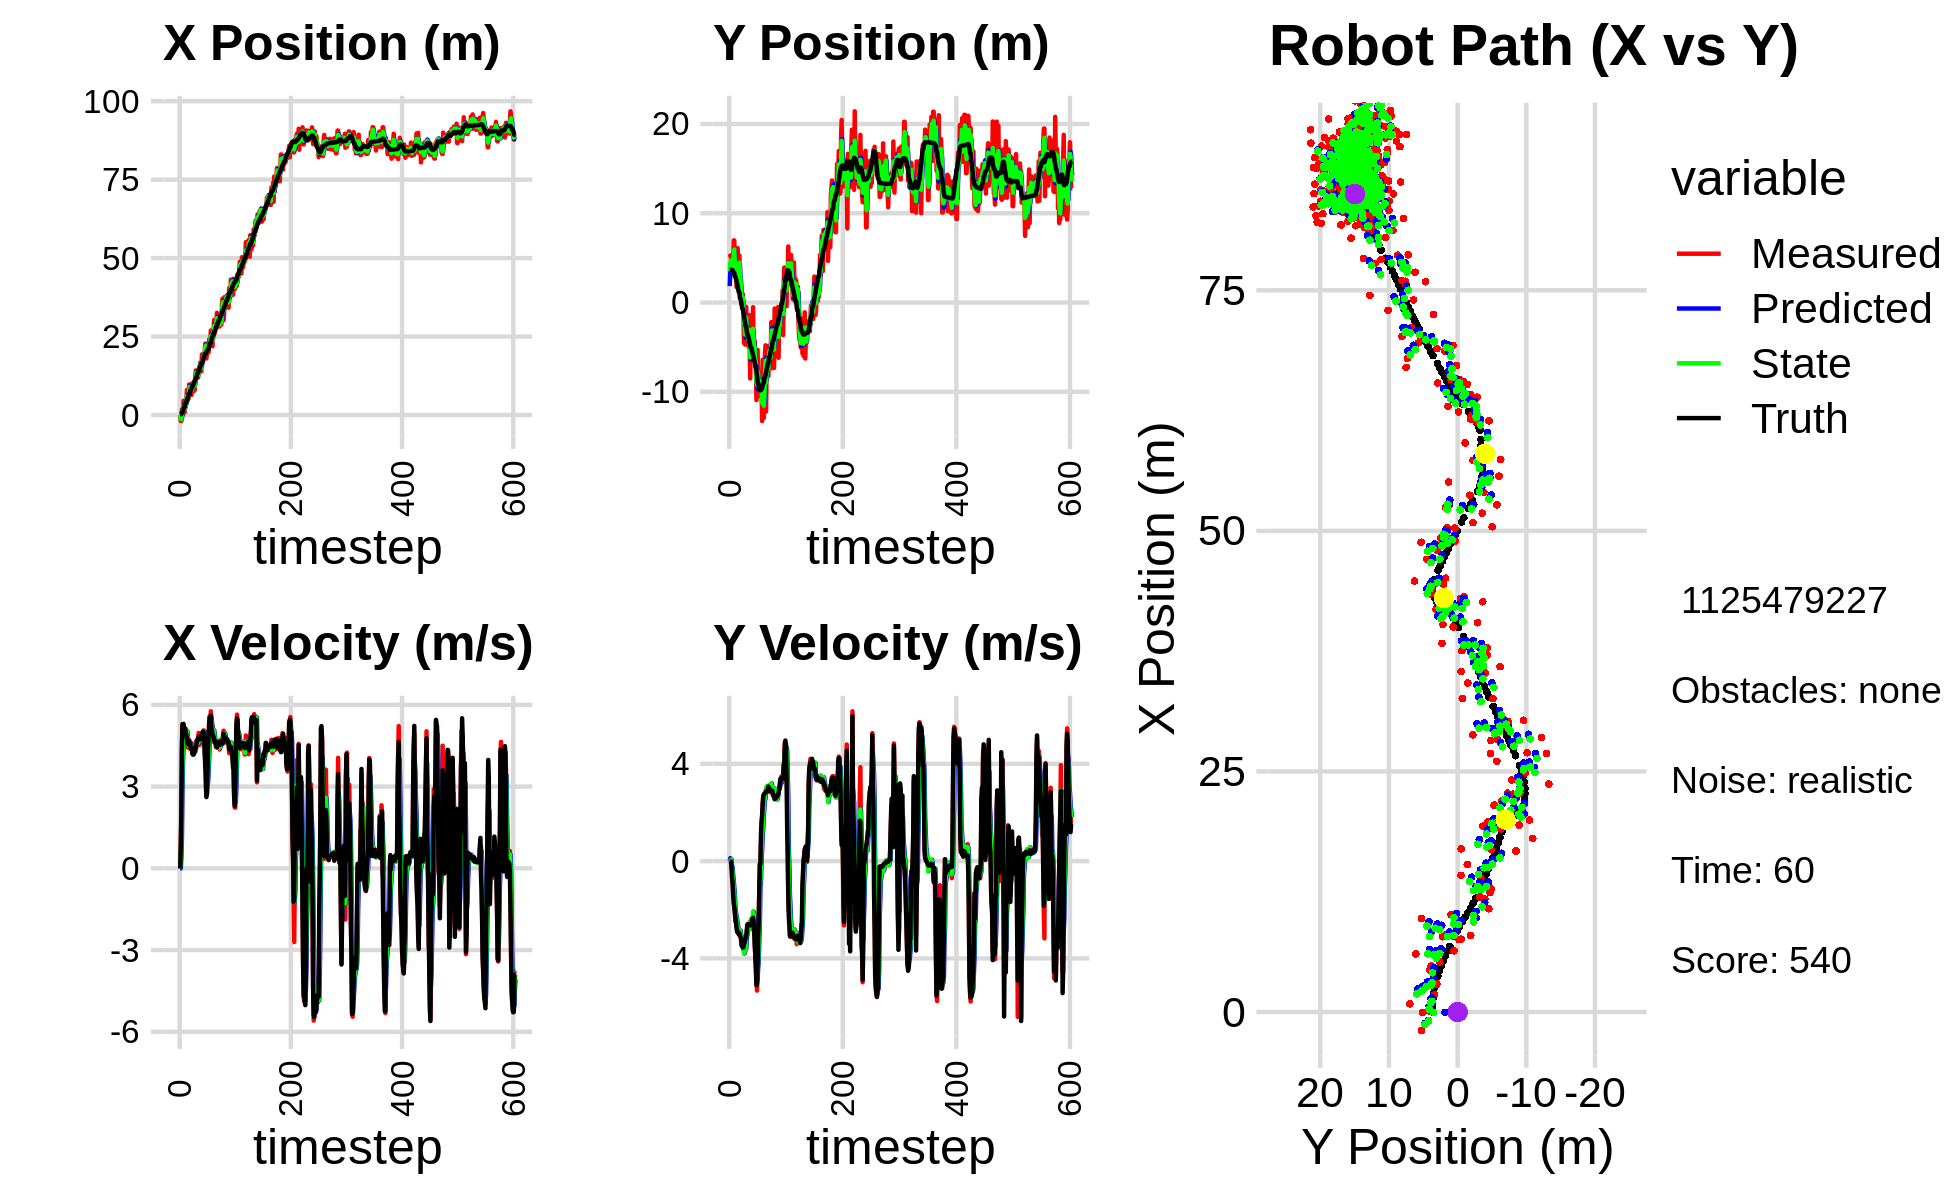 X Position (m)
100
75
50
25
0
0
200
400
600
timestep
Y Position (m)
20
10
0
-10
0
200
400
600
timestep
X Velocity (m/s)
6
3
0
-3
-6
0
200
400
600
timestep
Y Velocity (m/s)
4
0
-4
0
200
400
600
timestep
Robot Path (X vs Y)
X Position (m)
75
50
25
0
20 10 0 -10 -20
Y Position (m)
variable
Measured
Predicted
State
Truth
1125479227
Obstacles: none
Noise: realistic
Time: 60
Score: 540